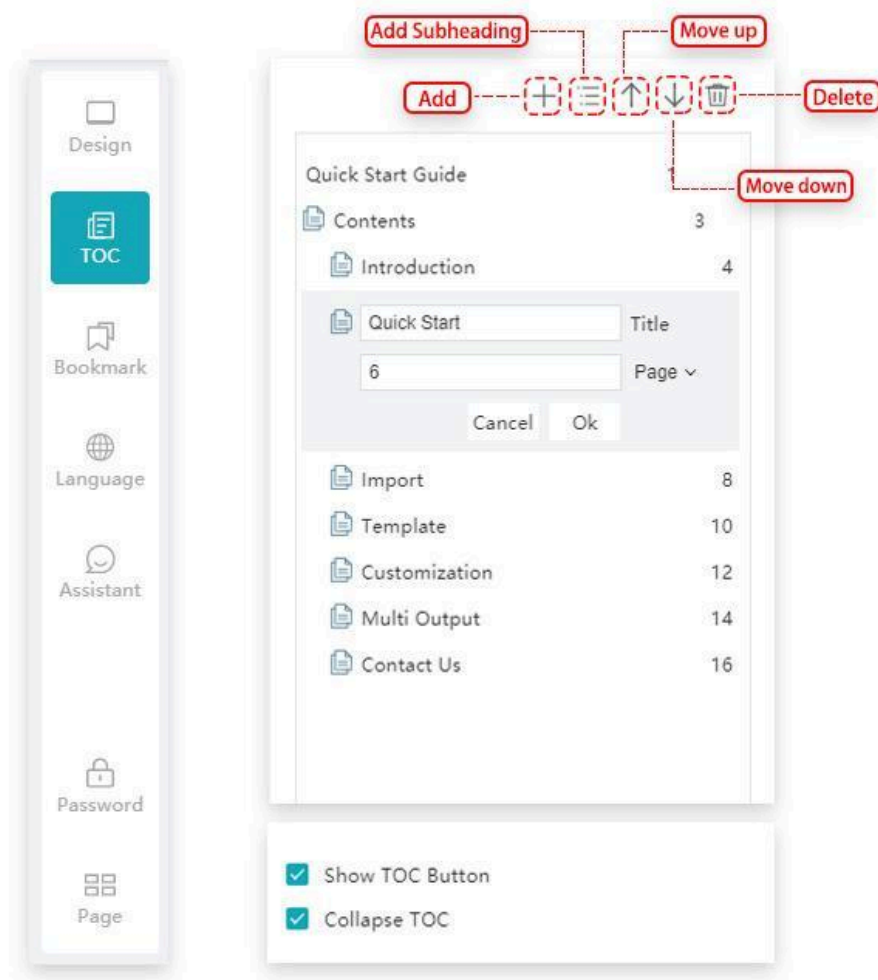 Add Subheading
Move up
Add
Delete
Move down
Design
TOC
Bookmark
Language
Assistant
Password
Page
Quick Start Guide 1
Contents 3
Introduction 4
Quick Start Title
6 Page
Cancel Ok
Import 8
Template 10
Customization 12
Multi Output 14
Contact Us 16
Show TOC Button
Collapse TOC